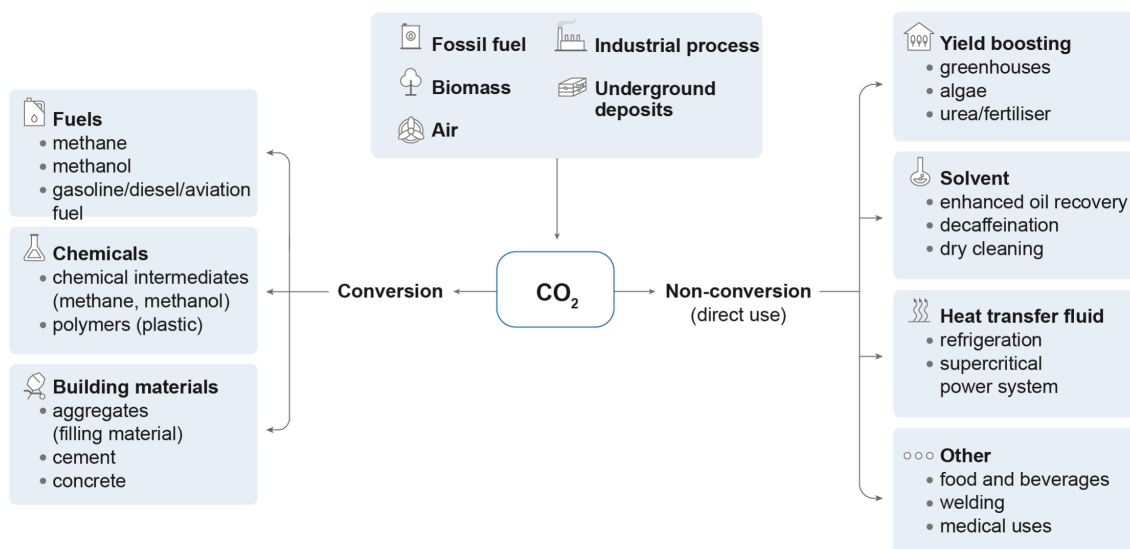 Fossil fuel
Biomass
Air
Industrial process
Underground
deposits
Fuels
methane
methanol
gasoline/diesel/aviation
fuel
Chemicals
chemical intermediates
(methane, methanol)
polymers (plastic)
Building materials
aggregates
(filling material)
cement
concrete
Conversion
CO₂
Non-conversion
(direct use)
Yield boosting
greenhouses
algae
urea/fertiliser
Solvent
enhanced oil recovery
decaffeination
dry cleaning
Heat transfer fluid
refrigeration
supercritical
power system
Other
food and beverages
welding
medical uses